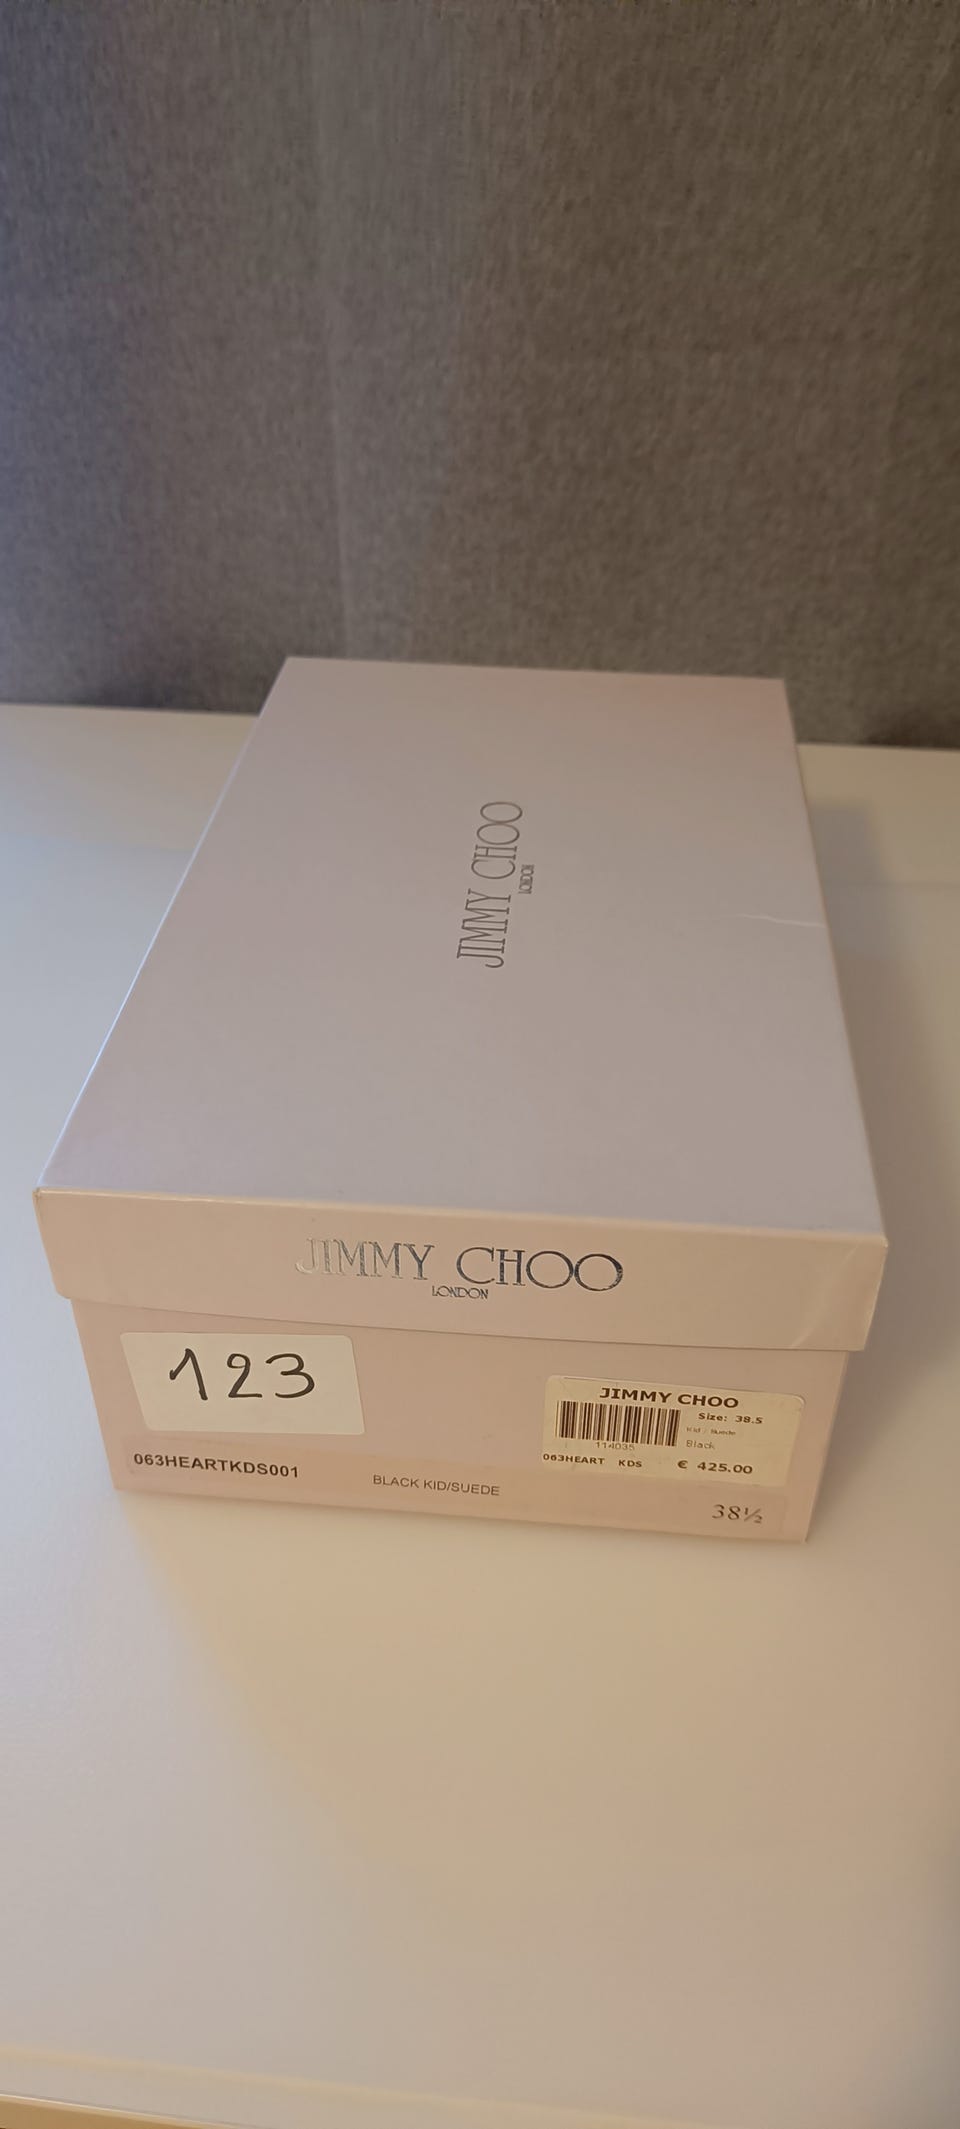 JIMMY CHOO
LONDON
JIMMY CHOO
LONDON
123
JIMMY CHOO
Size: 38.5
Kid / Suede
114035
Black
063HEART KDS
€ 425.00
063HEARTKDS001
BLACK KID/SUEDE
38½